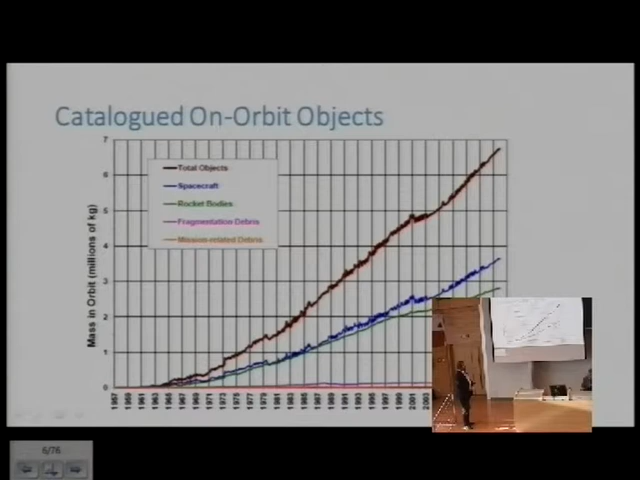 Catalogued On-Orbit Objects
7
6
5
4
3
2
1
0
Mass in Orbit (millions of kg)
Total Objects
Spacecraft
Rocket Bodies
Fragmentation Debris
Mission-related Debris
1957 1959 1961 1963 1965 1967 1969 1971 1973 1975 1977 1979 1981 1983 1985 1987 1989 1991 1993 1995 1997 1999 2001 2003
6/76